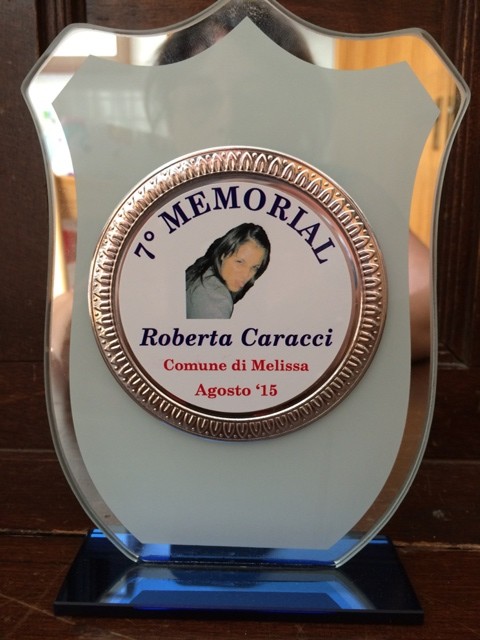 7° MEMORIAL
Roberta Caracci
Comune di Melissa
Agosto ‘15